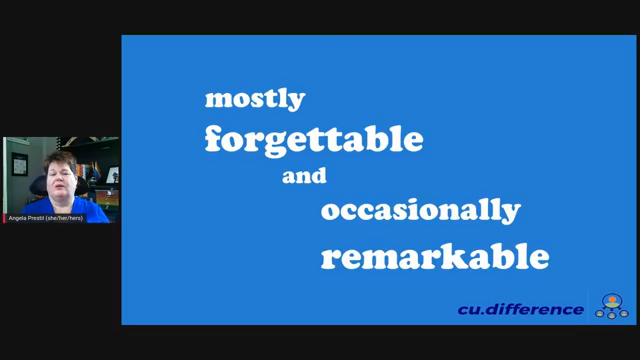 mostly
forgettable
and
occasionally
remarkable
Angela Prestil (she/her/hers)
cu.difference